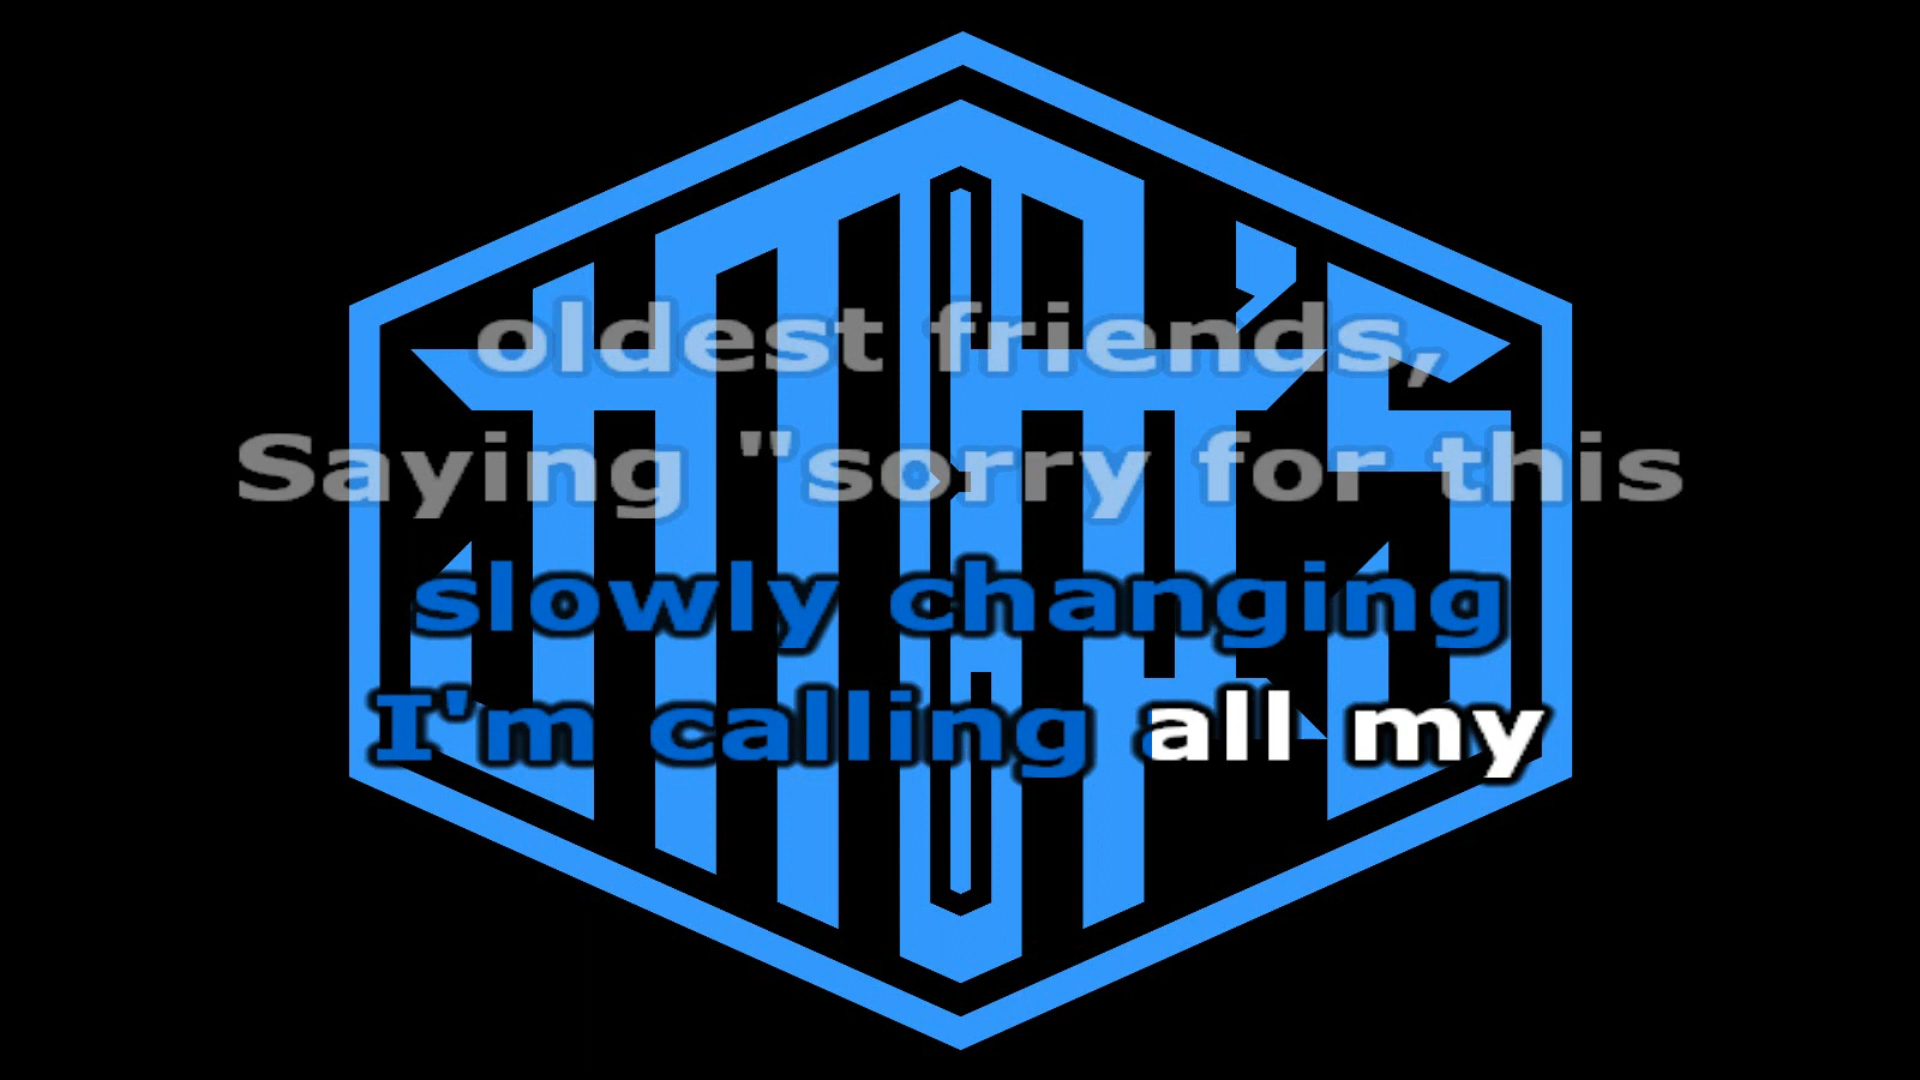 oldest friends,
Saying "sorry for this
slowly changing
I'm calling all my